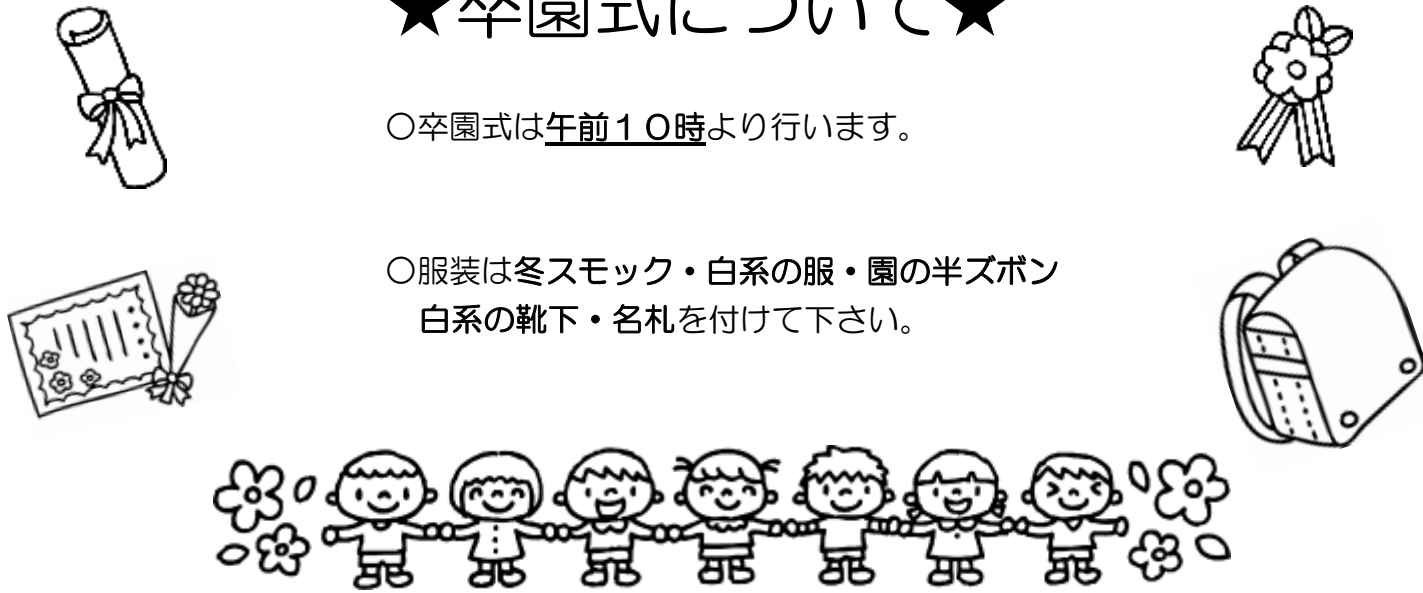 ★卒園式について★
○卒園式は午前１０時より行います。
○服装は冬スモック・白系の服・園の半ズボン
白系の靴下・名札を付けて下さい。